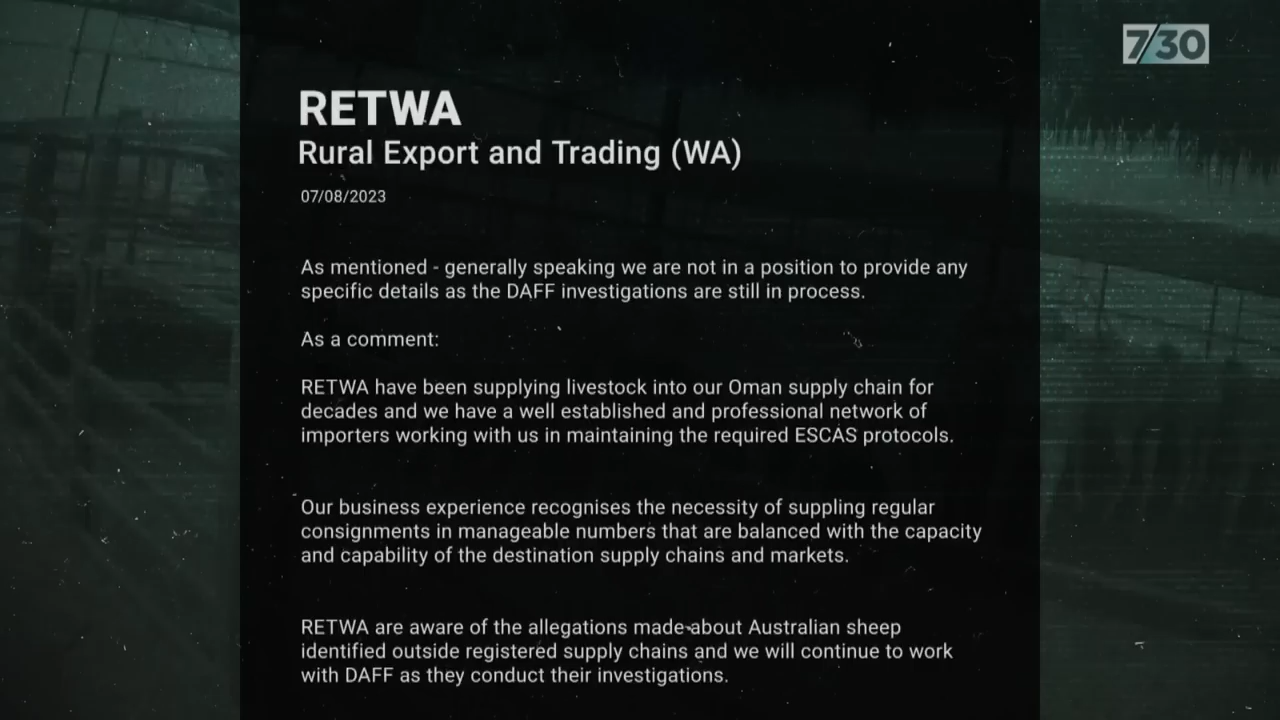 7/30
RETWA
Rural Export and Trading (WA)
07/08/2023
As mentioned - generally speaking we are not in a position to provide any
specific details as the DAFF investigations are still in process.
As a comment:
RETWA have been supplying livestock into our Oman supply chain for
decades and we have a well established and professional network of
importers working with us in maintaining the required ESCAS protocols.
Our business experience recognises the necessity of suppling regular
consignments in manageable numbers that are balanced with the capacity
and capability of the destination supply chains and markets.
RETWA are aware of the allegations made about Australian sheep
identified outside registered supply chains and we will continue to work
with DAFF as they conduct their investigations.